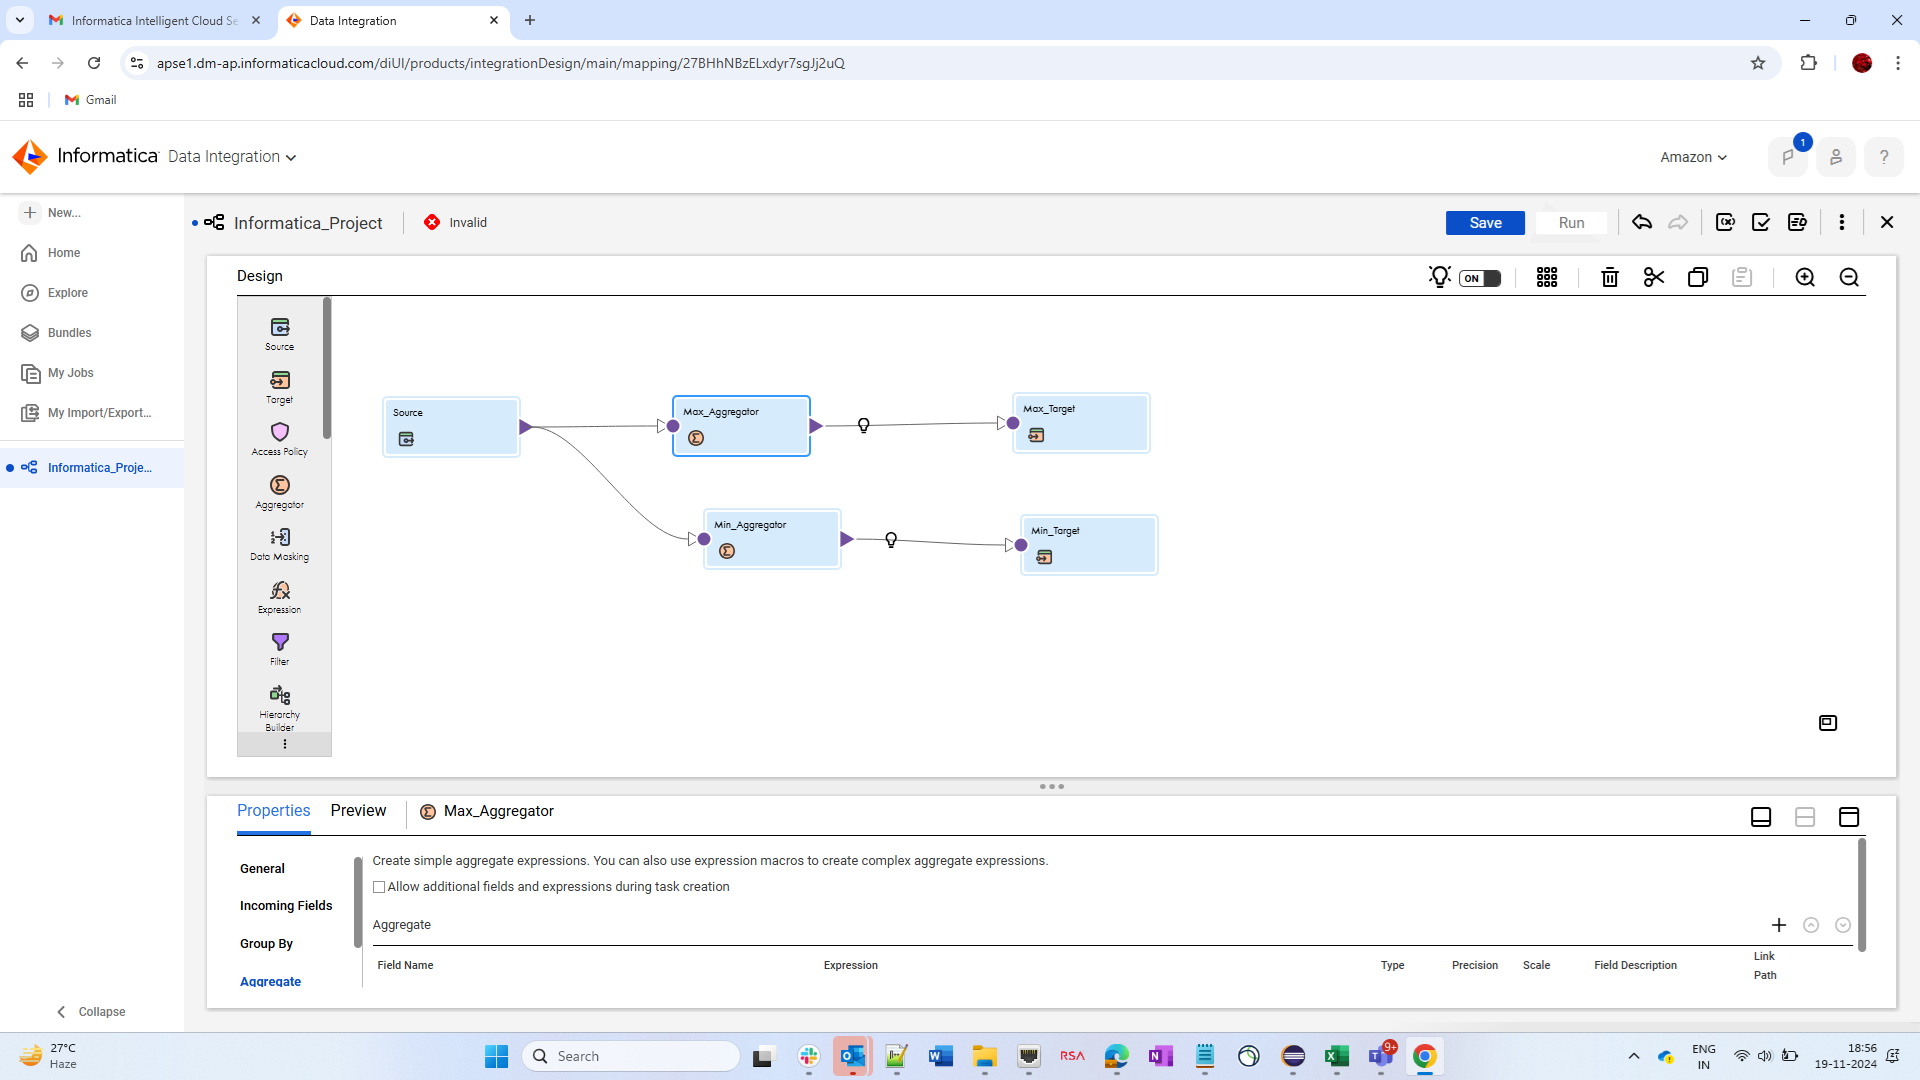 Informatica Intelligent Cloud Se
Data Integration
apse1.dm-ap.informaticacloud.com/diUI/products/integrationDesign/main/mapping/27BHhNBzELxdyr7sgJj2uQ
Gmail
Informatica Data Integration
Amazon
1
?
New...
Home
Explore
Bundles
My Jobs
My Import/Export...
Informatica_Proje...
Collapse
Informatica_Project
Invalid
Save
Run
Design
ON
Source
Target
Access Policy
Aggregator
Data Masking
Expression
Filter
Hierarchy
Builder
Source
Max_Aggregator
Max_Target
Min_Aggregator
Min_Target
Properties
Preview
Max_Aggregator
General
Incoming Fields
Group By
Aggregate
Create simple aggregate expressions. You can also use expression macros to create complex aggregate expressions.
Allow additional fields and expressions during task creation
Aggregate
Field Name
Expression
Type
Precision
Scale
Field Description
Link
Path
27°C
Haze
Search
RSA
9+
ENG
IN
18:56
19-11-2024